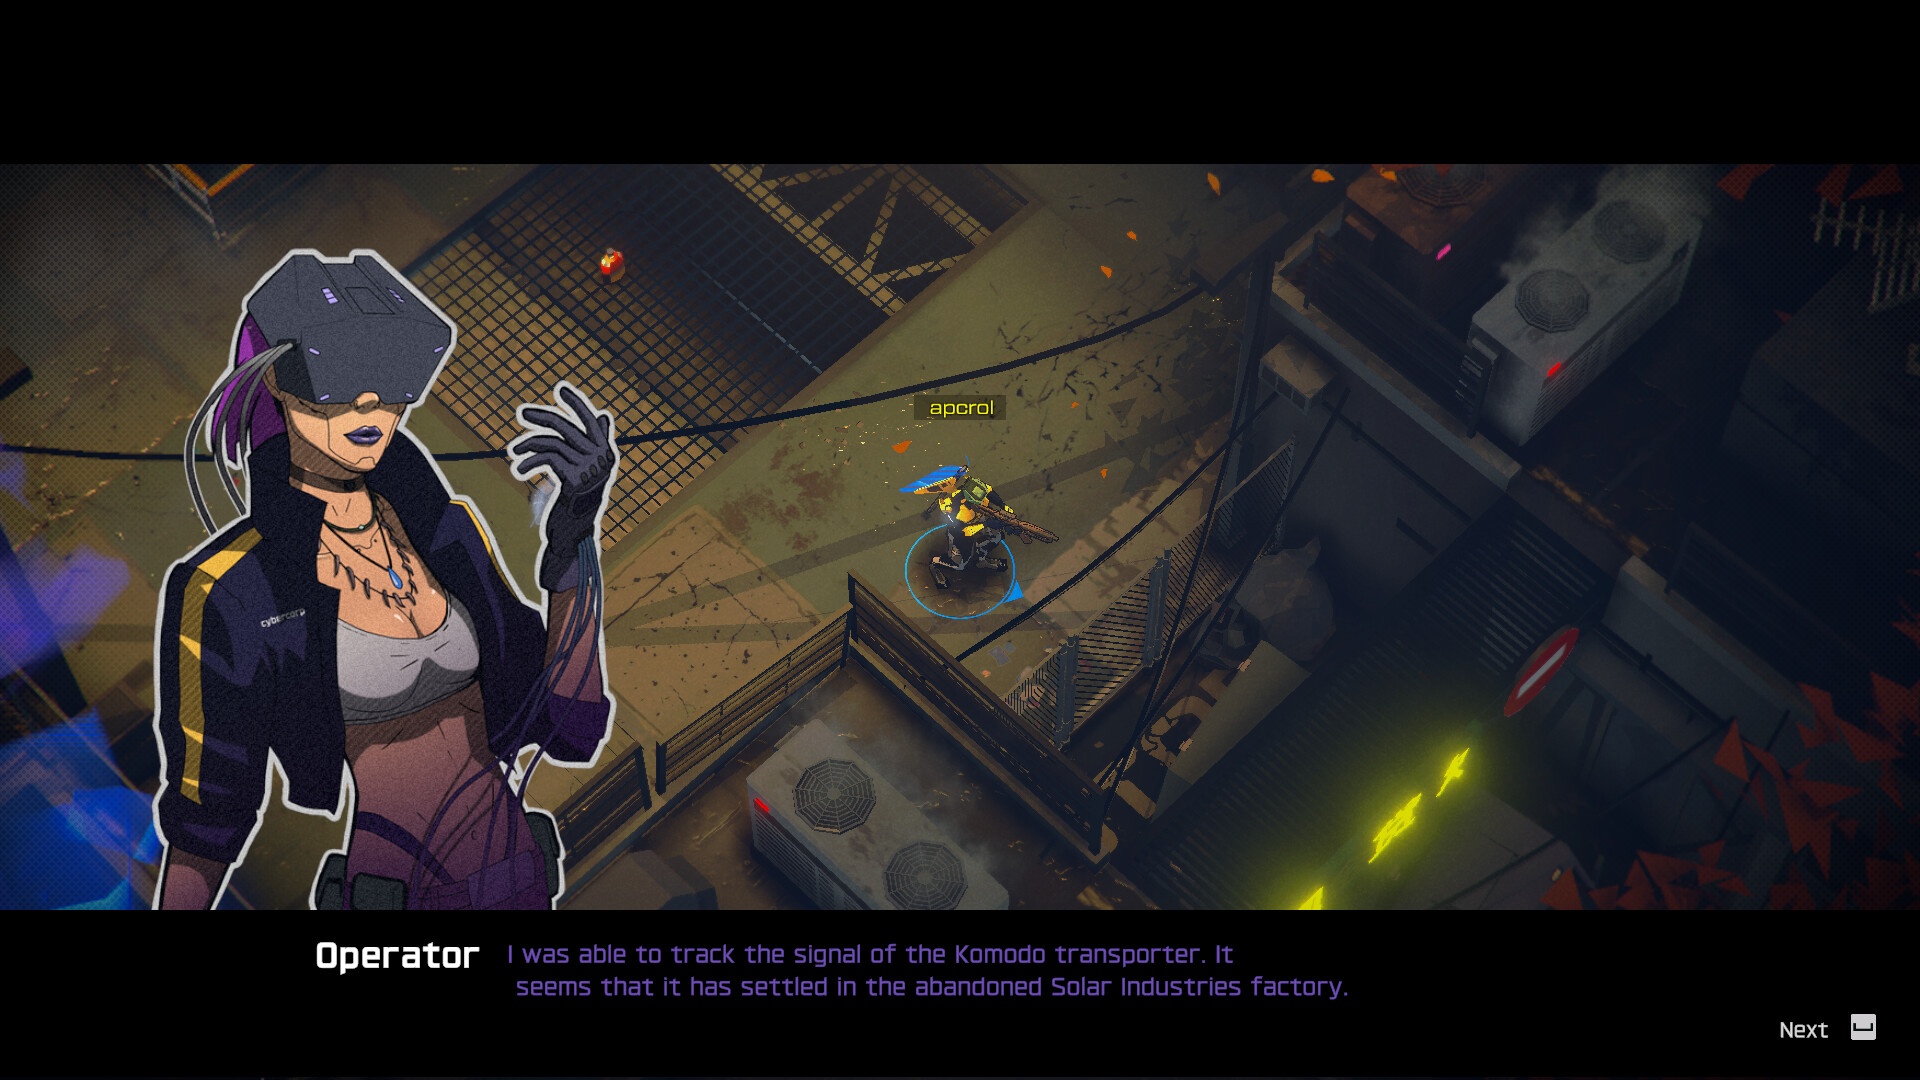 cybercorp
apcrol
Operator
I was able to track the signal of the Komodo transporter. It
seems that it has settled in the abandoned Solar Industries factory.
Next